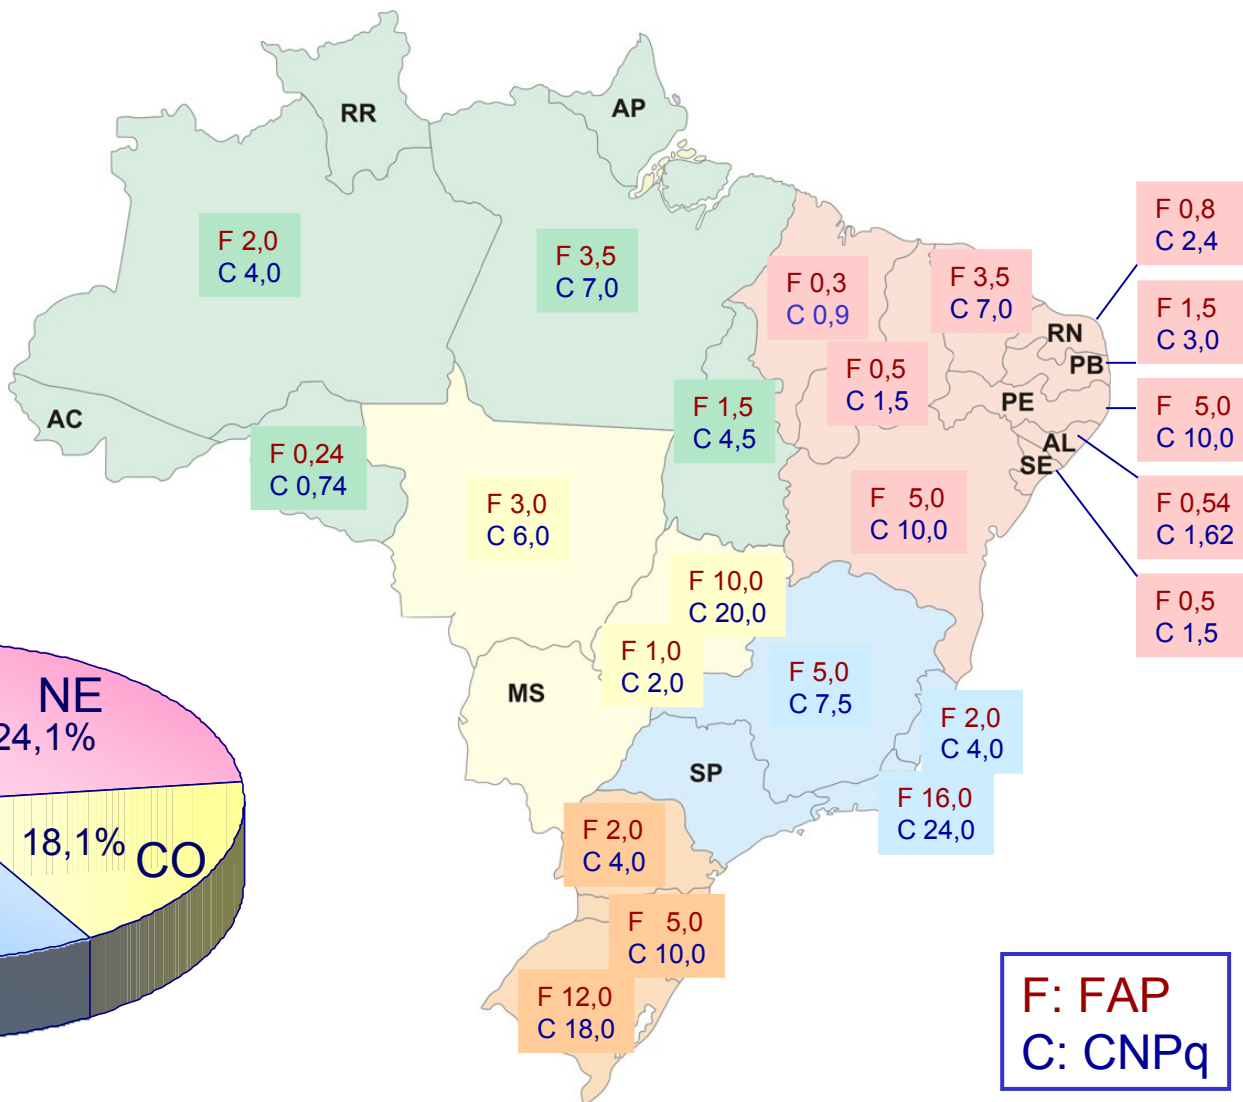 RR
AP
F 0,8
C 2,4
F 2,0
C 4,0
F 3,5
C 7,0
F 0,3
C 0,9
F 3,5
C 7,0
F 1,5
C 3,0
RN
PB
F 0,5
C 1,5
PE
AC
F 1,5
C 4,5
F 5,0
C 10,0
AL
SE
F 0,24
C 0,74
F 3,0
C 6,0
F 5,0
C 10,0
F 0,54
C 1,62
F 10,0
C 20,0
F 0,5
C 1,5
F 1,0
C 2,0
MS
F 5,0
C 7,5
NE
24,1%
F 2,0
C 4,0
SP
F 16,0
C 24,0
18,1% CO
F 2,0
C 4,0
F 5,0
C 10,0
F 12,0
C 18,0
F: FAP
C: CNPq